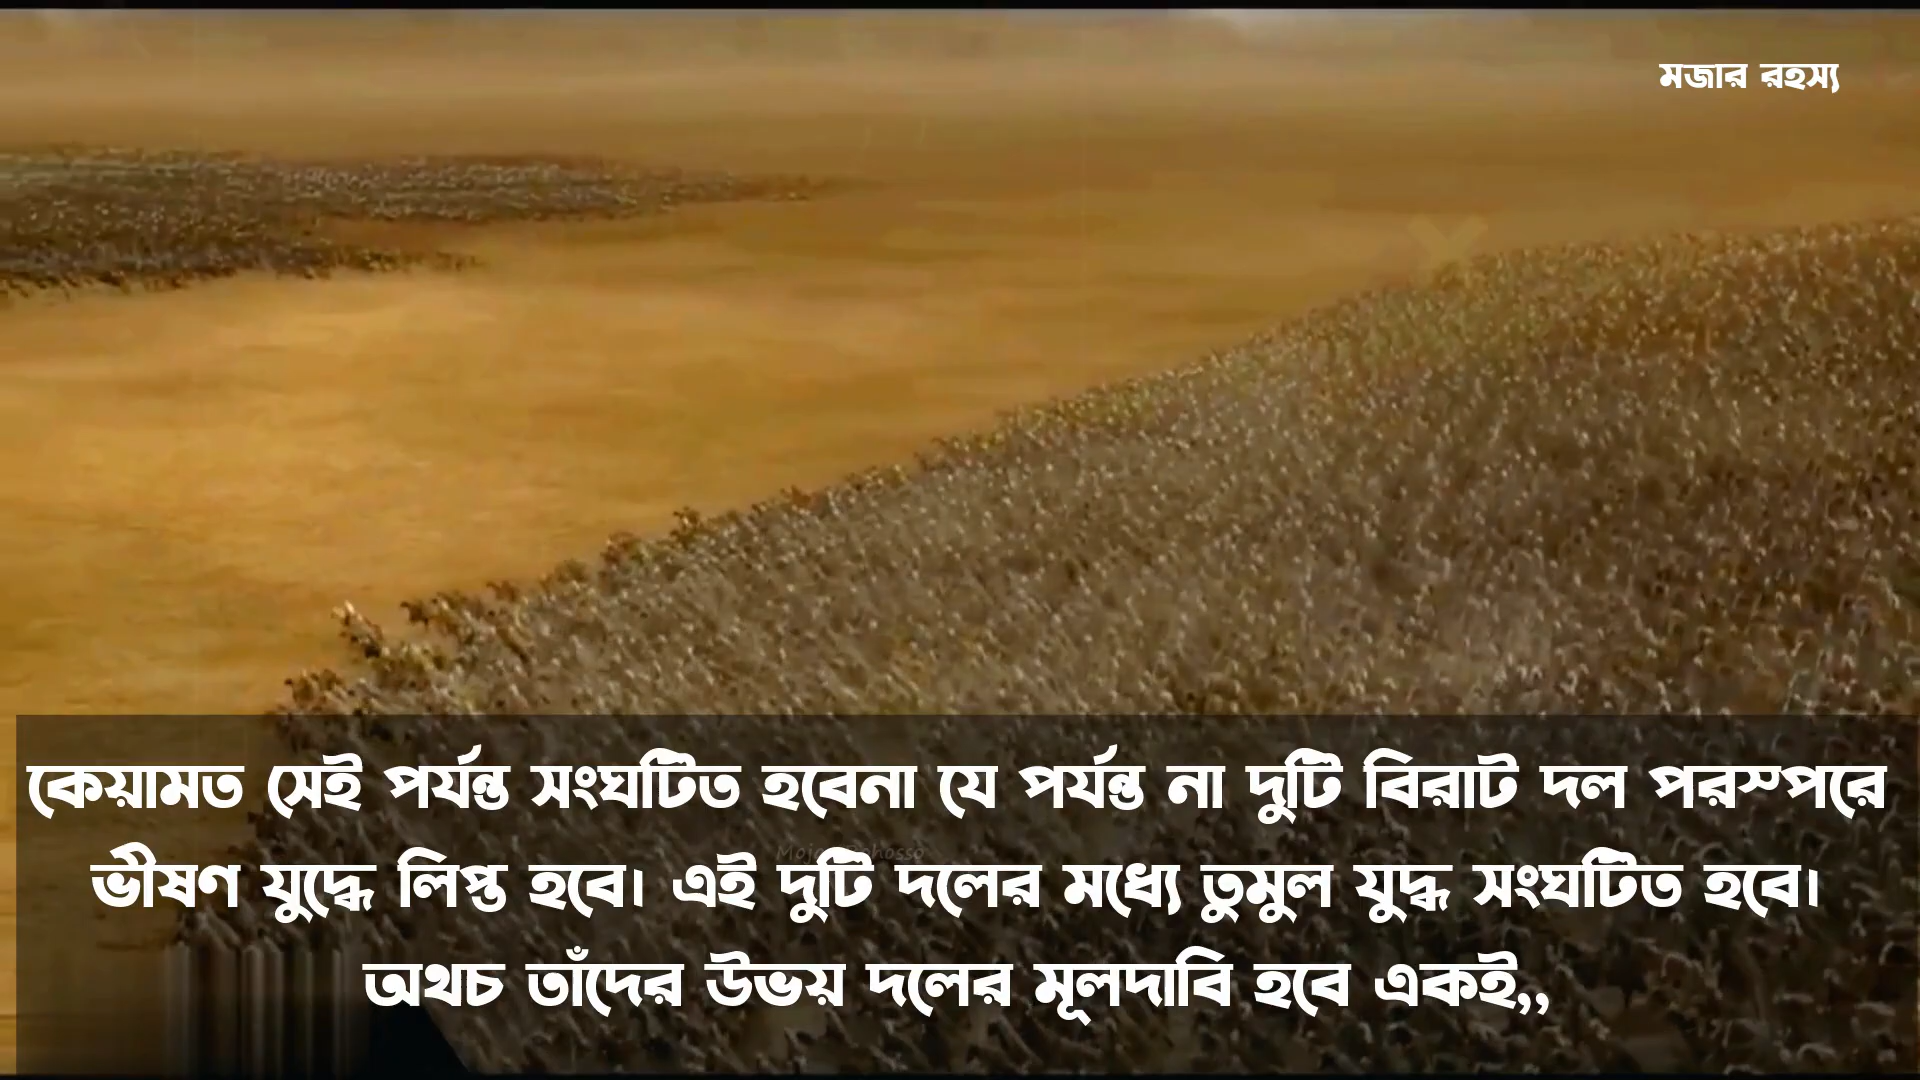 মজার রহস্য
কেয়ামত সেই পর্যন্ত সংঘটিত হবেনা যে পর্যন্ত না দুটি বিরাট দল পরস্পরে
ভীষণ যুদ্ধে লিপ্ত হবে। এই দুটি দলের মধ্যে তুমুল যুদ্ধ সংঘটিত হবে।
অথচ তাঁদের উভয় দলের মূলদাবি হবে একই,,